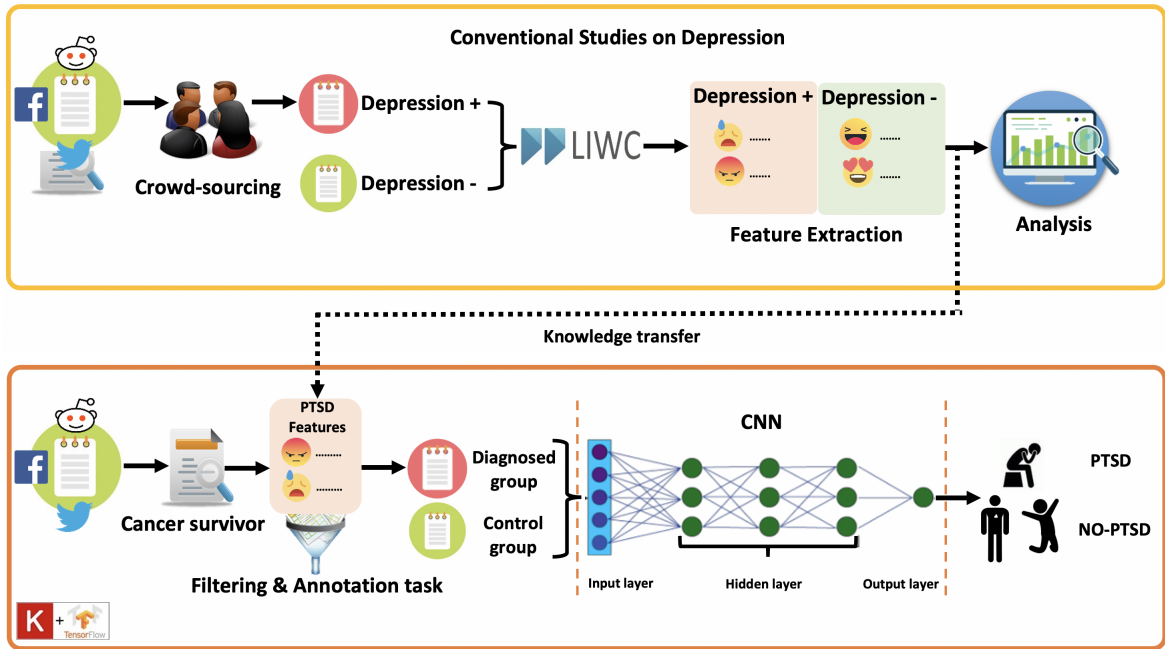 Conventional Studies on Depression
f
Crowd-sourcing
Depression +
Depression -
LIWC
Depression +
Depression -
.......
.......
.......
.......
Feature Extraction
Analysis
Knowledge transfer
f
Cancer survivor
PTSD
Features
.........
.........
Filtering & Annotation task
Diagnosed
group
Control
group
CNN
Input layer
Hidden layer
Output layer
PTSD
NO-PTSD
K + TensorFlow